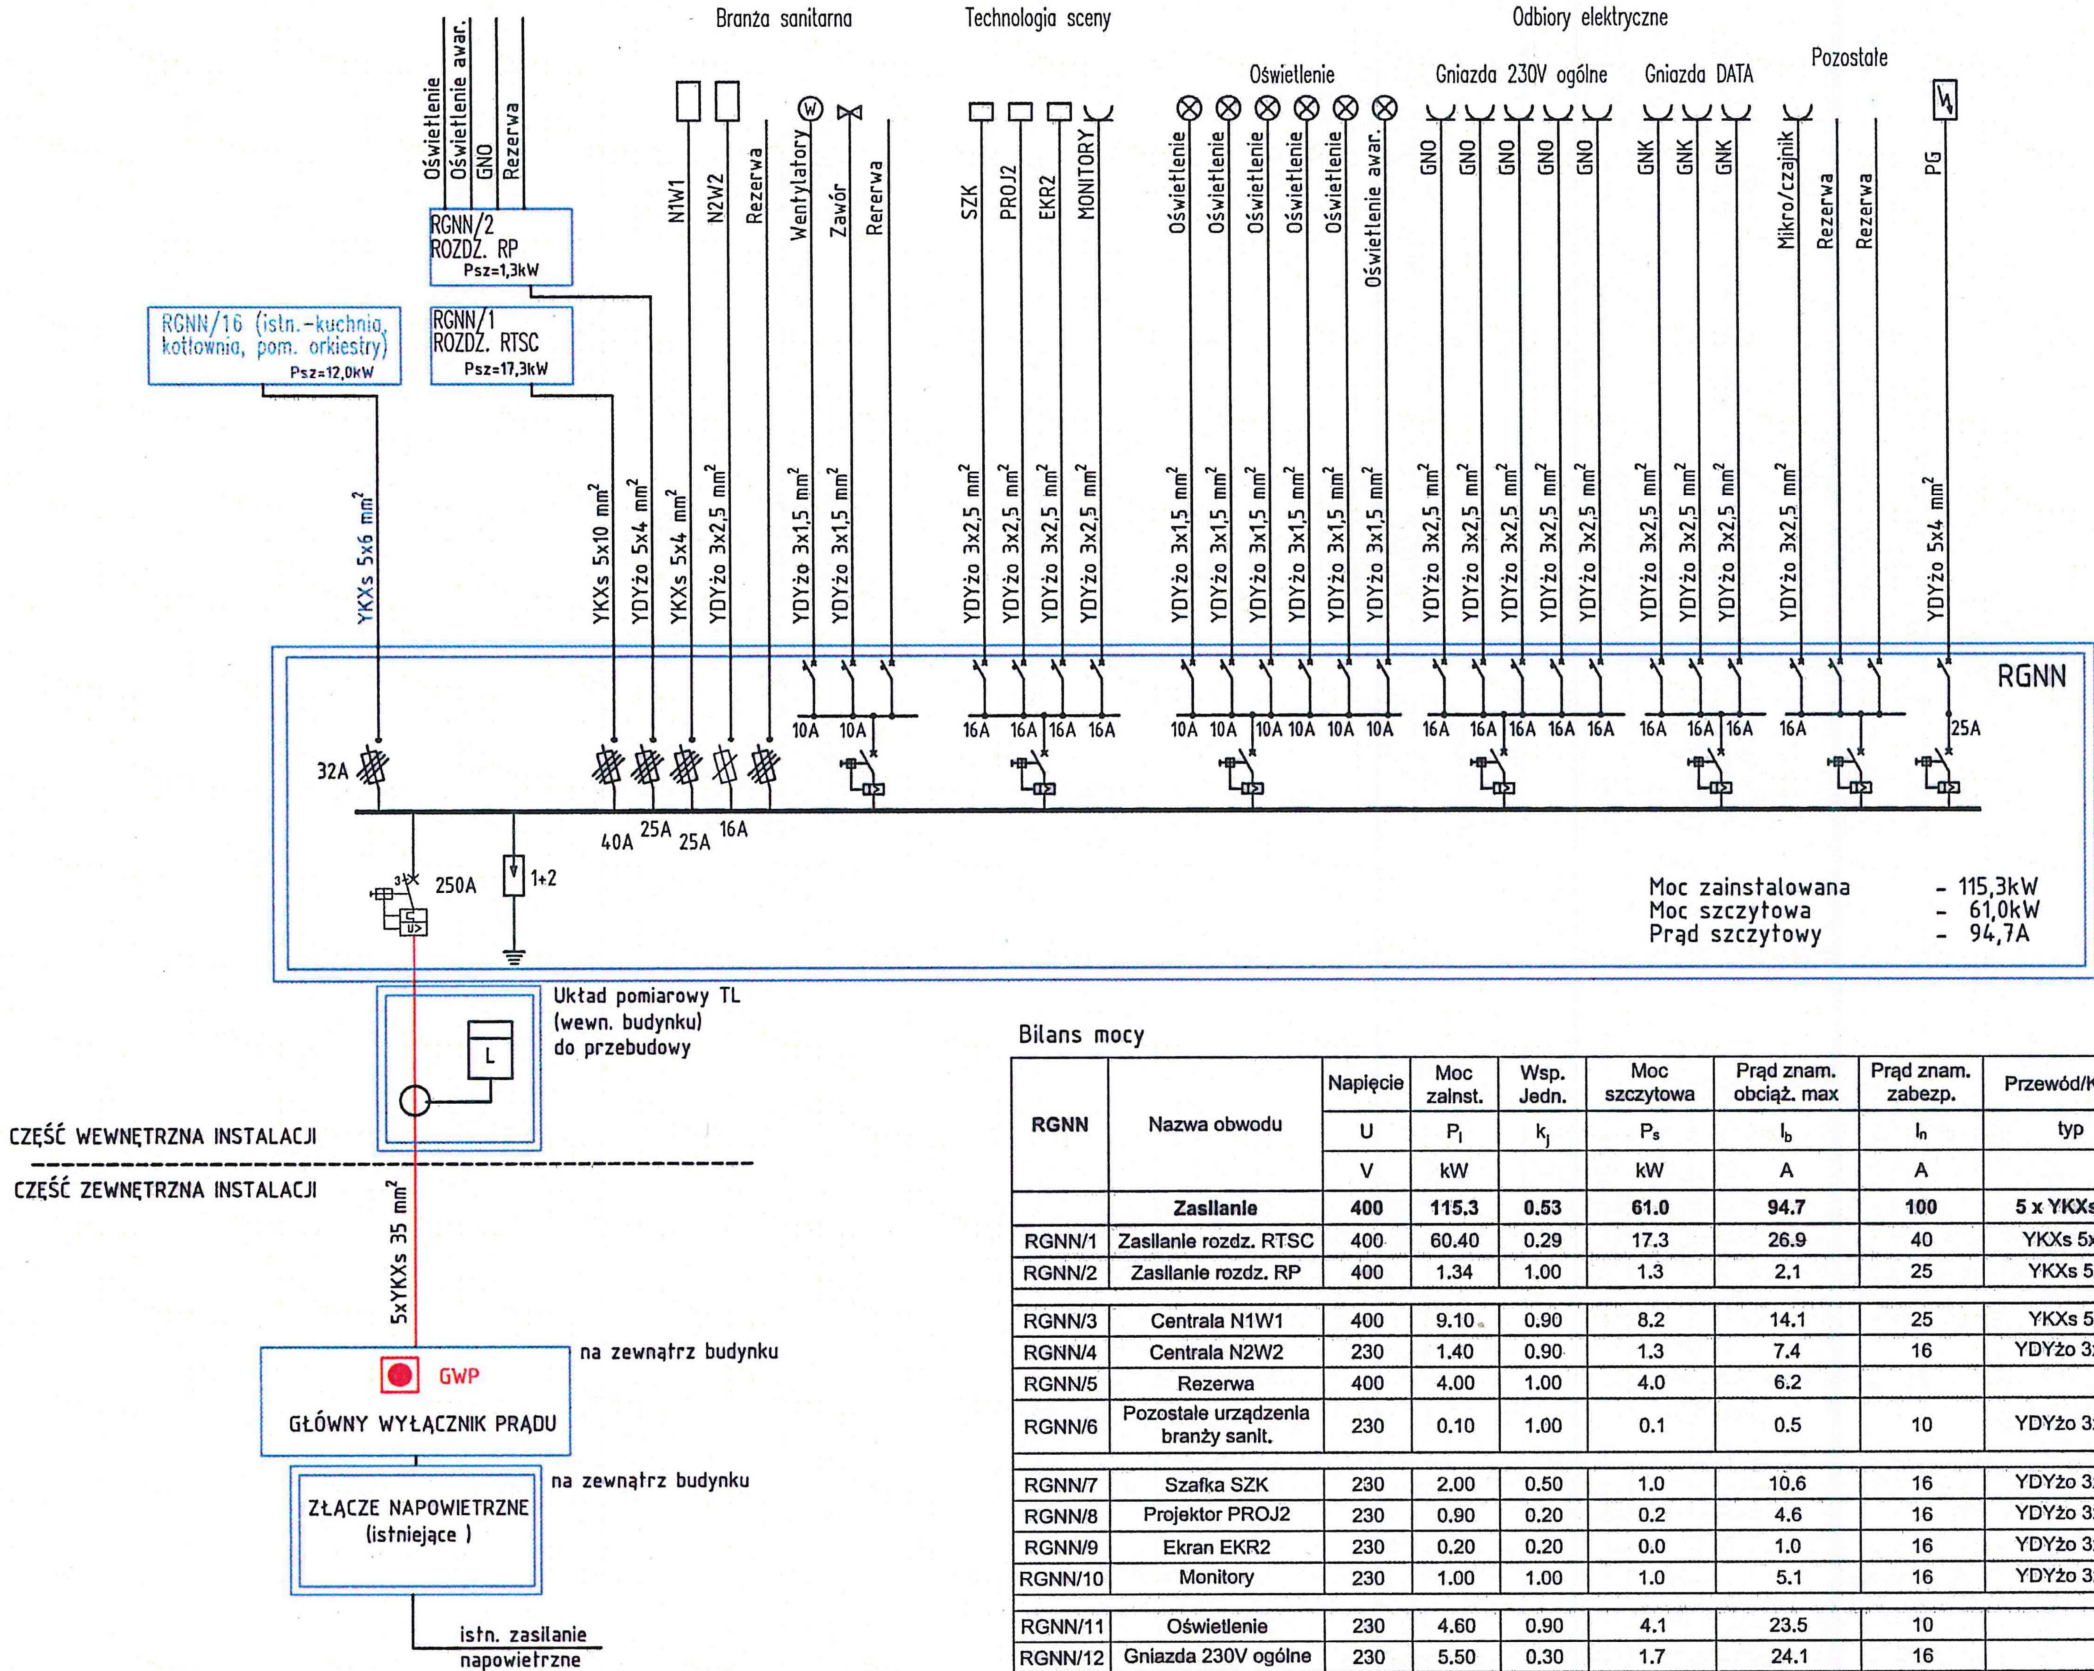 Branża sanitarna
Technologia sceny
Odbiory elektryczne
Oświetlenie
Gniazda 230V ogólne
Gniazda DATA
Pozostałe
Oświetlenie
Oświetlenie awar.
GNO
Rezerwa
RGNN/2
ROZDZ. RP
Psz=1,3kW
RGNN/16 (istn.-kuchnia,
kotłownia, pom. orkiestry)
Psz=12,0kW
RGNN/1
ROZDZ. RTSC
Psz=17,3kW
N1W1
N2W2
Rezerwa
W
Wentylatory
Zawór
Rererwa
SZK
PROJ2
EKR2
MONITORY
Oświetlenie
Oświetlenie
Oświetlenie
Oświetlenie
Oświetlenie
Oświetlenie awar.
GNO
GNO
GNO
GNO
GNO
GNK
GNK
GNK
Mikro/czajnik
Rezerwa
Rezerwa
PG
YKXs 5x6 mm²
YKXs 5x10 mm²
YDYżo 5x4 mm²
YKXs 5x4 mm²
YDYżo 3x2,5 mm²
YDYżo 3x1,5 mm²
YDYżo 3x1,5 mm²
YDYżo 3x2,5 mm²
YDYżo 3x2,5 mm²
YDYżo 3x2,5 mm²
YDYżo 3x2,5 mm²
YDYżo 3x1,5 mm²
YDYżo 3x1,5 mm²
YDYżo 3x1,5 mm²
YDYżo 3x1,5 mm²
YDYżo 3x1,5 mm²
YDYżo 3x1,5 mm²
YDYżo 3x2,5 mm²
YDYżo 3x2,5 mm²
YDYżo 3x2,5 mm²
YDYżo 3x2,5 mm²
YDYżo 3x2,5 mm²
YDYżo 3x2,5 mm²
YDYżo 3x2,5 mm²
YDYżo 3x2,5 mm²
YDYżo 3x2,5 mm²
YDYżo 5x4 mm²
RGNN
10A 10A 16A 16A 16A 16A 10A 10A 10A 10A 10A 10A 16A 16A 16A 16A 16A 16A 16A 16A 16A 25A
32A
40A 25A 25A 16A
3+
250A
U>
1+2
Moc zainstalowana - 115,3kW
Moc szczytowa - 61,0kW
Prąd szczytowy - 94,7A
Układ pomiarowy TL
(wewn. budynku)
do przebudowy
L
CZĘŚĆ WEWNĘTRZNA INSTALACJI
CZĘŚĆ ZEWNĘTRZNA INSTALACJI
5xYKXs 35 mm²
na zewnątrz budynku
GWP
GŁÓWNY WYŁĄCZNIK PRĄDU
na zewnątrz budynku
ZŁĄCZE NAPOWIETRZNE
(istniejące )
istn. zasilanie
napowietrzne
Bilans mocy
RGNN Nazwa obwodu Napięcie Moc zainst. Wsp. Jedn. Moc szczytowa Prąd znam. obciąż. max Prąd znam. zabezp. Przewód/K
U Pi kj Ps Ib In typ
V kW kW A A
Zasilanie 400 115.3 0.53 61.0 94.7 100 5 x YKXs
RGNN/1 Zasilanie rozdz. RTSC 400 60.40 0.29 17.3 26.9 40 YKXs 5x
RGNN/2 Zasilanie rozdz. RP 400 1.34 1.00 1.3 2.1 25 YKXs 5
RGNN/3 Centrala N1W1 400 9.10 0.90 8.2 14.1 25 YKXs 5
RGNN/4 Centrala N2W2 230 1.40 0.90 1.3 7.4 16 YDYżo 3
RGNN/5 Rezerwa 400 4.00 1.00 4.0 6.2
RGNN/6 Pozostałe urządzenia branży sanit. 230 0.10 1.00 0.1 0.5 10 YDYżo 3
RGNN/7 Szafka SZK 230 2.00 0.50 1.0 10.6 16 YDYżo 3
RGNN/8 Projektor PROJ2 230 0.90 0.20 0.2 4.6 16 YDYżo 3
RGNN/9 Ekran EKR2 230 0.20 0.20 0.0 1.0 16 YDYżo 3
RGNN/10 Monitory 230 1.00 1.00 1.0 5.1 16 YDYżo 3
RGNN/11 Oświetlenie 230 4.60 0.90 4.1 23.5 10
RGNN/12 Gniazda 230V ogólne 230 5.50 0.30 1.7 24.1 16